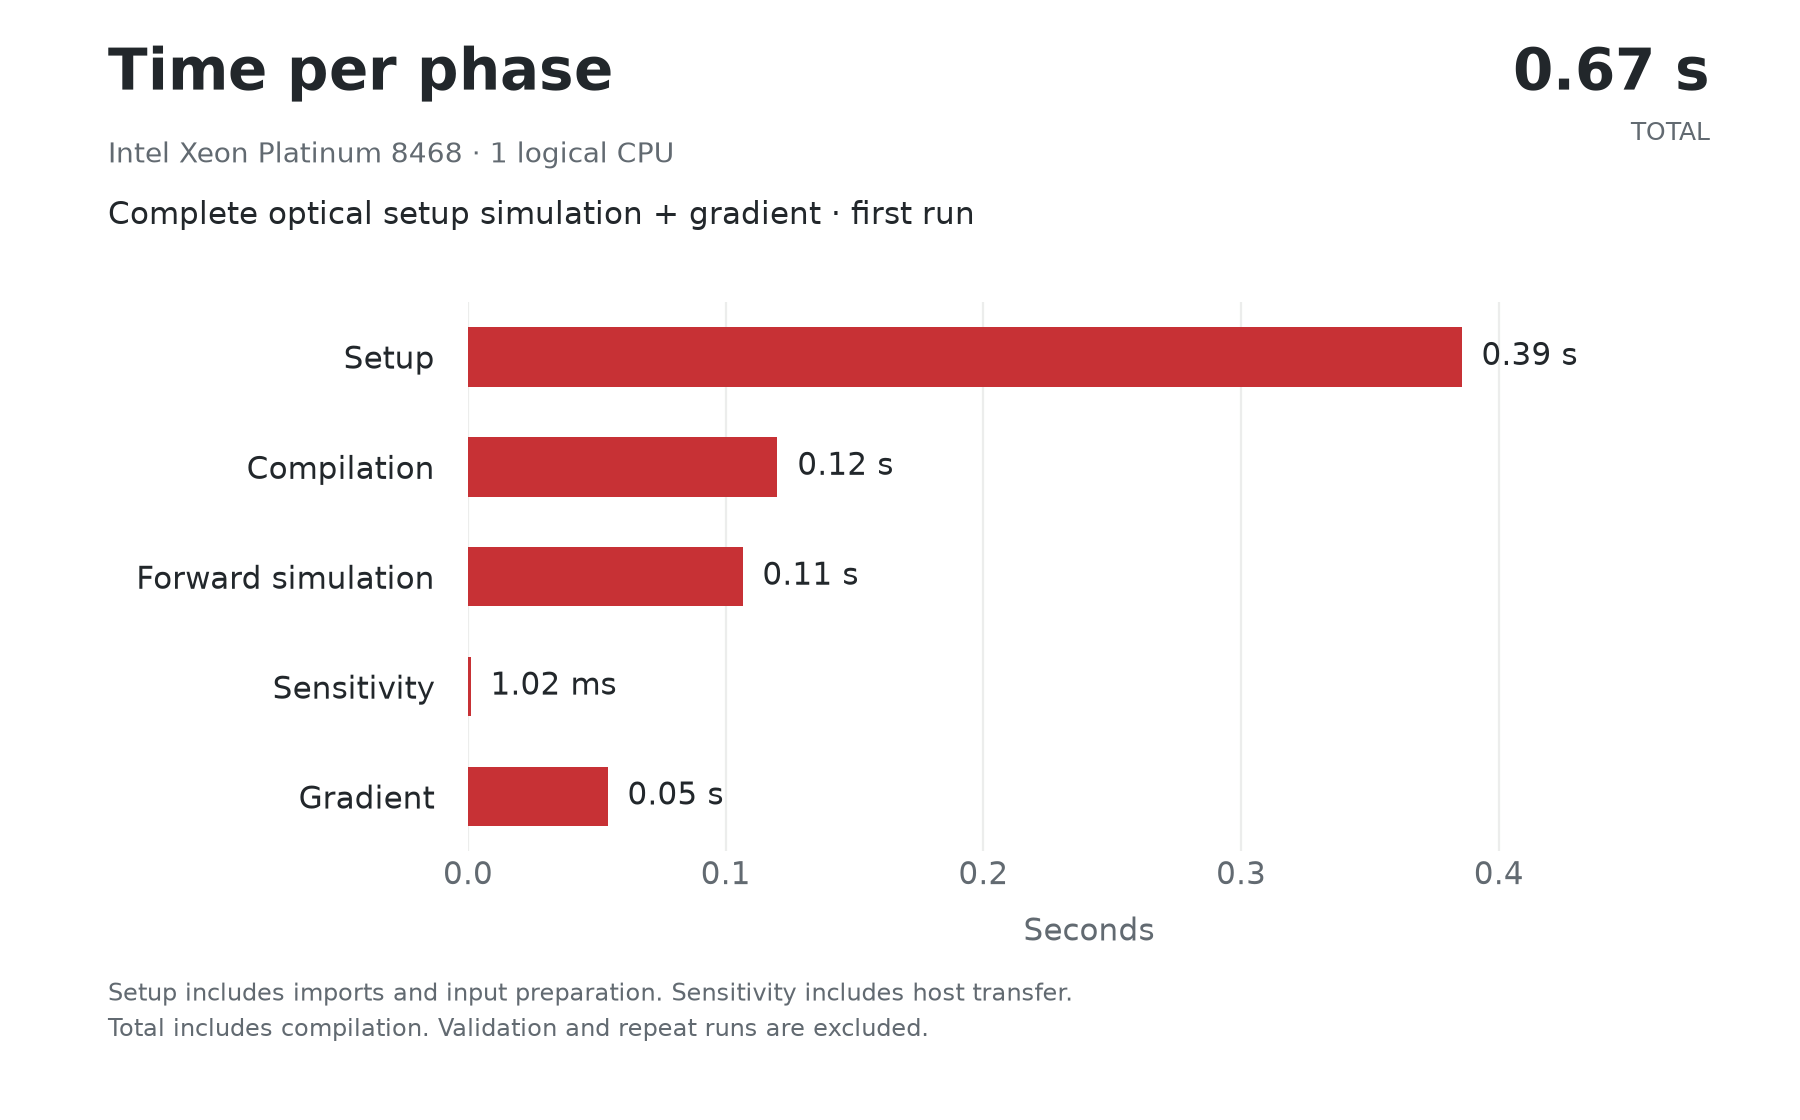 Time per phase
0.67 s
TOTAL
Intel Xeon Platinum 8468 · 1 logical CPU
Complete optical setup simulation + gradient · first run
Setup
0.39 s
Compilation
0.12 s
Forward simulation
0.11 s
Sensitivity
1.02 ms
Gradient
0.05 s
0.0 0.1 0.2 0.3 0.4
Seconds
Setup includes imports and input preparation. Sensitivity includes host transfer.
Total includes compilation. Validation and repeat runs are excluded.